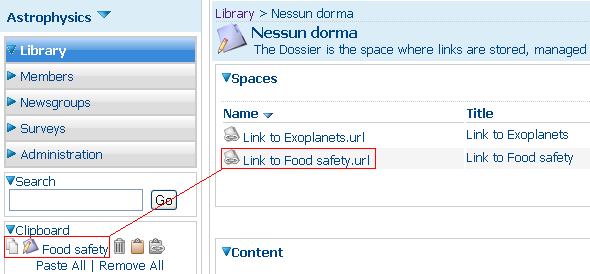 Astrophysics
Library
Members
Newsgroups
Surveys
Administration
Search
Go
Clipboard
Food safety
Paste All | Remove All
Library > Nessun dorma
Nessun dorma
The Dossier is the space where links are stored, managed
Spaces
Name Title
Link to Exoplanets.url Link to Exoplanets
Link to Food safety.url Link to Food safety
Content